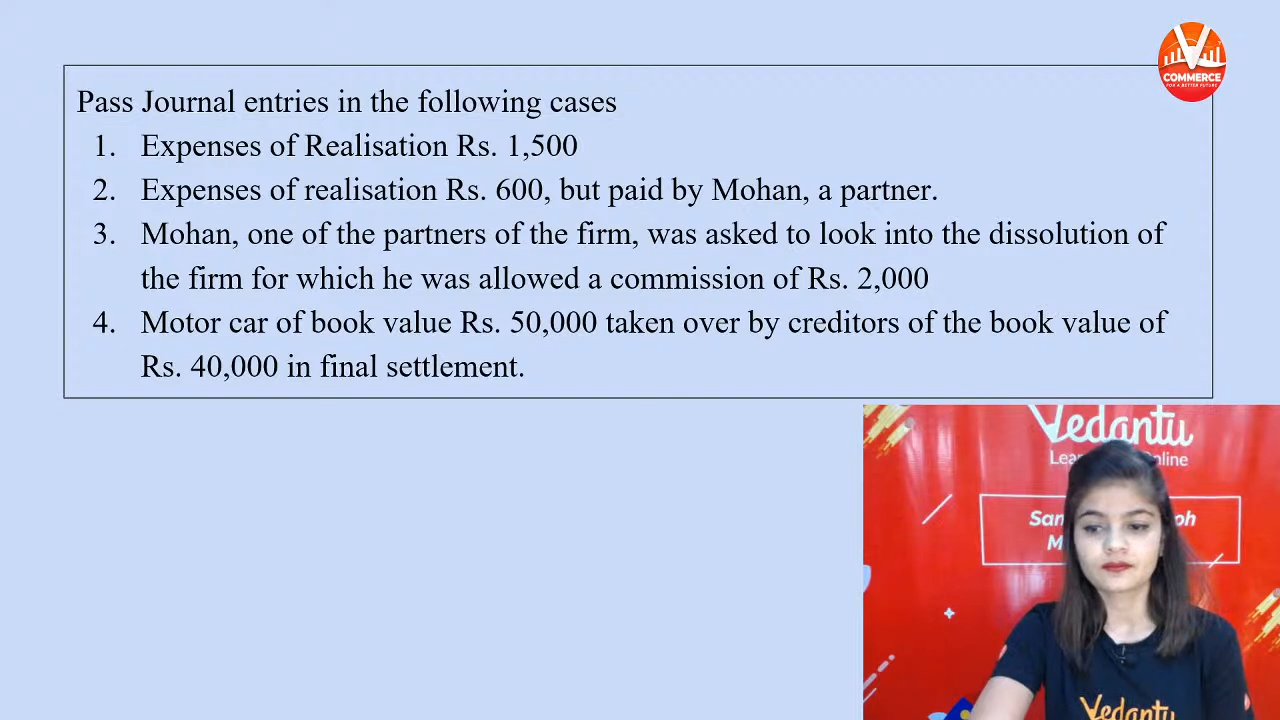 COMMERCE
FOR A BETTER FUTURE
Pass Journal entries in the following cases
1. Expenses of Realisation Rs. 1,500
2. Expenses of realisation Rs. 600, but paid by Mohan, a partner.
3. Mohan, one of the partners of the firm, was asked to look into the dissolution of
the firm for which he was allowed a commission of Rs. 2,000
4. Motor car of book value Rs. 50,000 taken over by creditors of the book value of
Rs. 40,000 in final settlement.
Vedantu
Vedantu